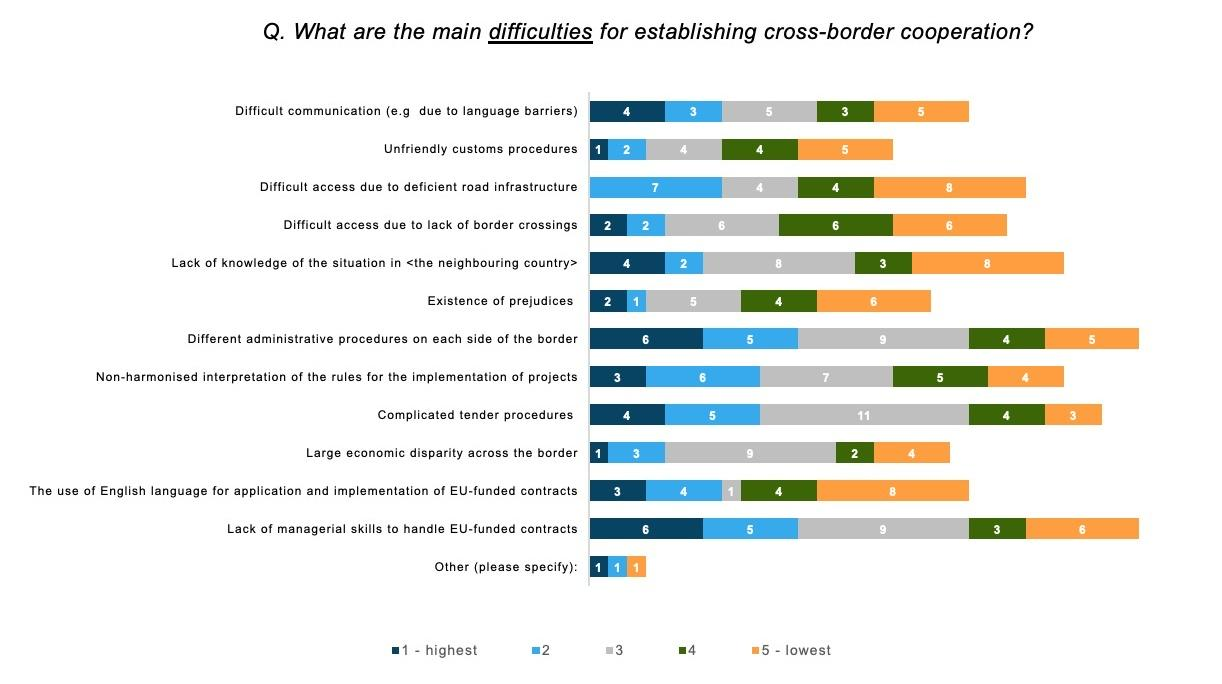 Q. What are the main difficulties for establishing cross-border cooperation?
Difficult communication (e.g  due to language barriers) 4 3 5 3 5
Unfriendly customs procedures 1 2 4 4 5
Difficult access due to deficient road infrastructure 7 4 4 8
Difficult access due to lack of border crossings 2 2 6 6 6
Lack of knowledge of the situation in <the neighbouring country> 4 2 8 3 8
Existence of prejudices 2 1 5 4 6
Different administrative procedures on each side of the border 6 5 9 4 5
Non-harmonised interpretation of the rules for the implementation of projects 3 6 7 5 4
Complicated tender procedures 4 5 11 4 3
Large economic disparity across the border 1 3 9 2 4
The use of English language for application and implementation of EU-funded contracts 3 4 1 4 8
Lack of managerial skills to handle EU-funded contracts 6 5 9 3 6
Other (please specify): 1 1 1
1 - highest 2 3 4 5 - lowest